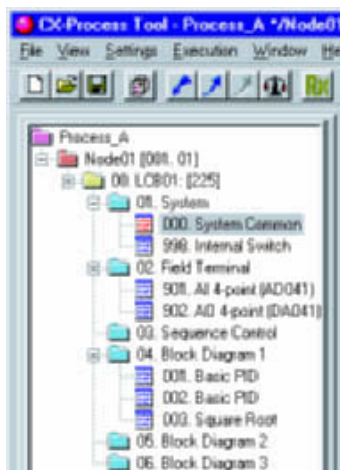 CX-Process Tool - Process_A */Node01
File View Settings Execution Window He
Rx
Process_A
Node01 [001. 01]
00: LCB01: [225]
01. System
000. System Common
998. Internal Switch
02. Field Terminal
901. AI 4-point (AD041)
902. AO 4-point (DA041)
03. Sequence Control
04. Block Diagram 1
001. Basic PID
002. Basic PID
003. Square Root
05. Block Diagram 2
06. Block Diagram 3